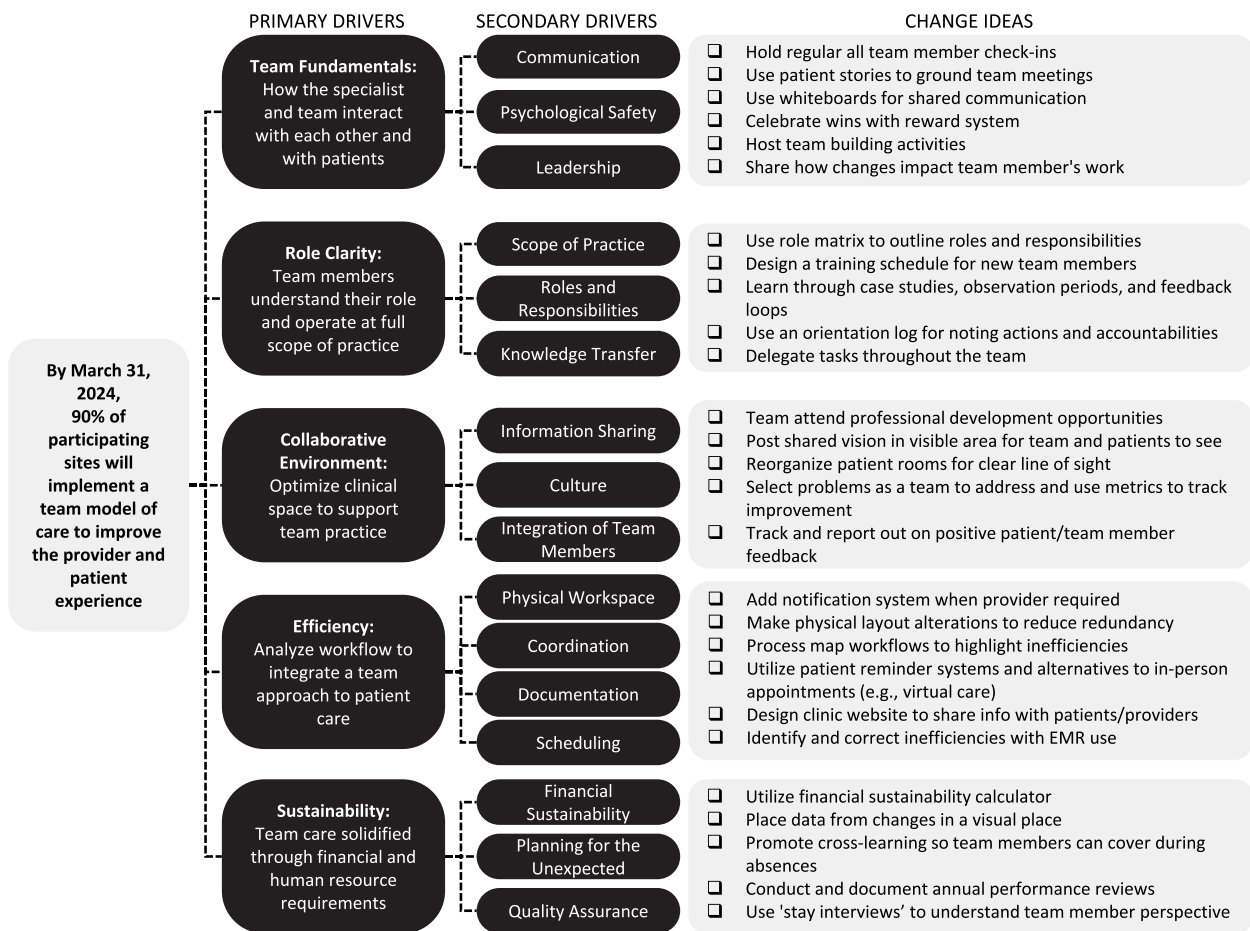 PRIMARY DRIVERS
SECONDARY DRIVERS
CHANGE IDEAS
By March 31,
2024,
90% of
participating
sites will
implement a
team model of
care to improve
the provider and
patient
experience
Team Fundamentals:
How the specialist
and team interact
with each other and
with patients
Communication
Psychological Safety
Leadership
Hold regular all team member check-ins
Use patient stories to ground team meetings
Use whiteboards for shared communication
Celebrate wins with reward system
Host team building activities
Share how changes impact team member's work
Role Clarity:
Team members
understand their role
and operate at full
scope of practice
Scope of Practice
Roles and
Responsibilities
Knowledge Transfer
Use role matrix to outline roles and responsibilities
Design a training schedule for new team members
Learn through case studies, observation periods, and feedback
loops
Use an orientation log for noting actions and accountabilities
Delegate tasks throughout the team
Collaborative
Environment:
Optimize clinical
space to support
team practice
Information Sharing
Culture
Integration of Team
Members
Team attend professional development opportunities
Post shared vision in visible area for team and patients to see
Reorganize patient rooms for clear line of sight
Select problems as a team to address and use metrics to track
improvement
Track and report out on positive patient/team member
feedback
Efficiency:
Analyze workflow to
integrate a team
approach to patient
care
Physical Workspace
Coordination
Documentation
Scheduling
Add notification system when provider required
Make physical layout alterations to reduce redundancy
Process map workflows to highlight inefficiencies
Utilize patient reminder systems and alternatives to in-person
appointments (e.g., virtual care)
Design clinic website to share info with patients/providers
Identify and correct inefficiencies with EMR use
Sustainability:
Team care solidified
through financial and
human resource
requirements
Financial
Sustainability
Planning for the
Unexpected
Quality Assurance
Utilize financial sustainability calculator
Place data from changes in a visual place
Promote cross-learning so team members can cover during
absences
Conduct and document annual performance reviews
Use 'stay interviews’ to understand team member perspective